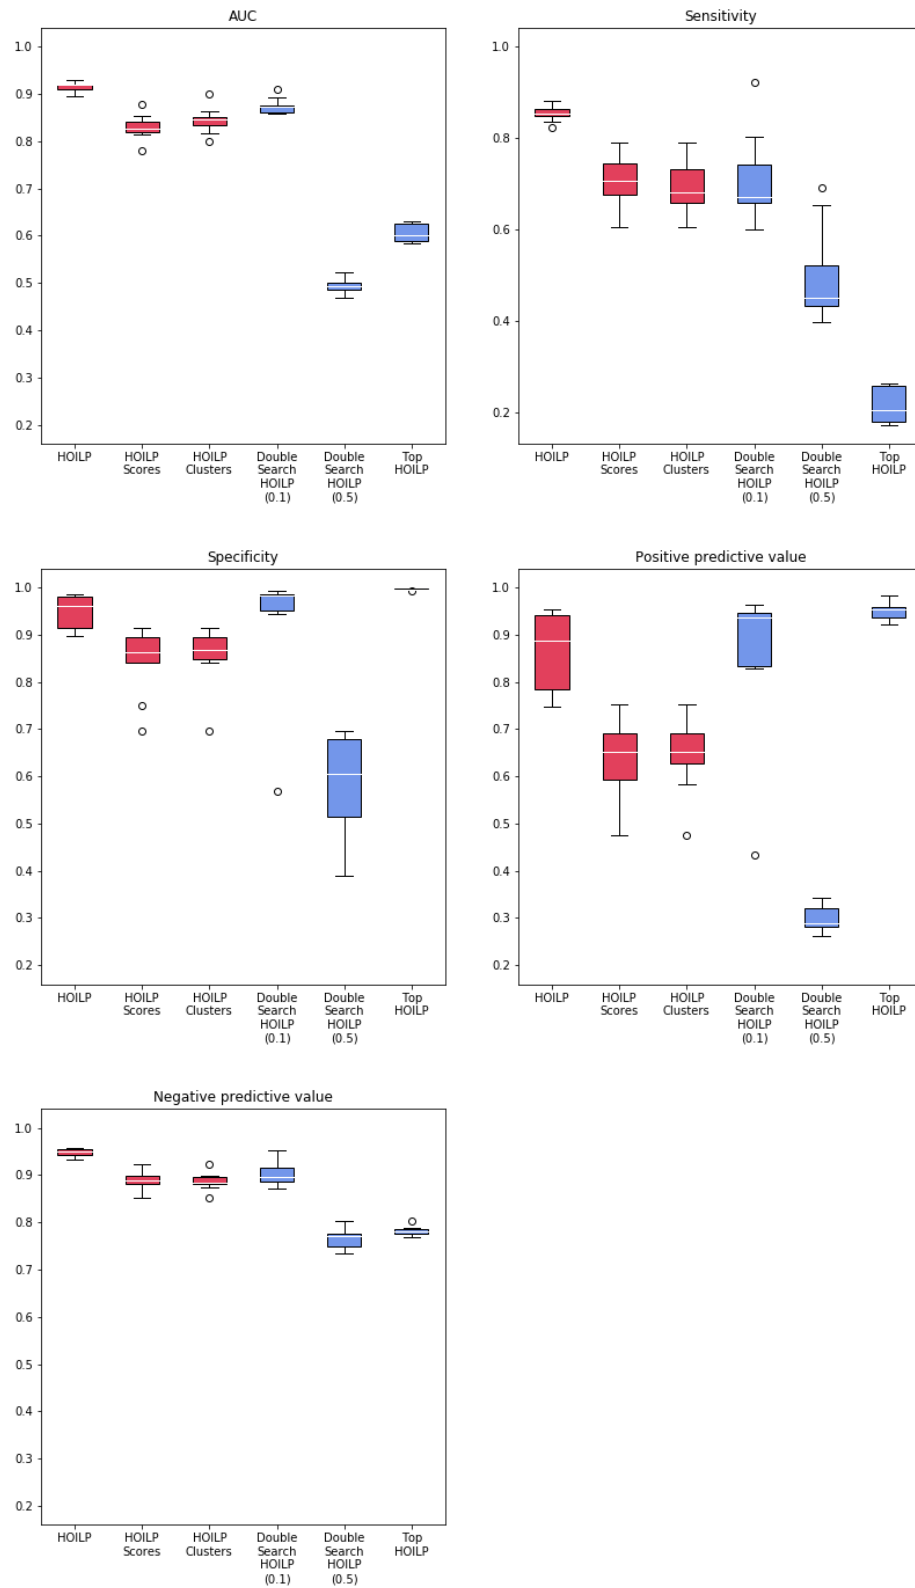 AUC
1.0
0.9
0.8
0.7
0.6
0.5
0.4
0.3
0.2
HOILP
HOILP
Scores
HOILP
Clusters
Double
Search
HOILP
(0.1)
Double
Search
HOILP
(0.5)
Top
HOILP
Sensitivity
1.0
0.8
0.6
0.4
0.2
HOILP
HOILP
Scores
HOILP
Clusters
Double
Search
HOILP
(0.1)
Double
Search
HOILP
(0.5)
Top
HOILP
Specificity
1.0
0.9
0.8
0.7
0.6
0.5
0.4
0.3
0.2
HOILP
HOILP
Scores
HOILP
Clusters
Double
Search
HOILP
(0.1)
Double
Search
HOILP
(0.5)
Top
HOILP
Positive predictive value
1.0
0.9
0.8
0.7
0.6
0.5
0.4
0.3
0.2
HOILP
HOILP
Scores
HOILP
Clusters
Double
Search
HOILP
(0.1)
Double
Search
HOILP
(0.5)
Top
HOILP
Negative predictive value
1.0
0.9
0.8
0.7
0.6
0.5
0.4
0.3
0.2
HOILP
HOILP
Scores
HOILP
Clusters
Double
Search
HOILP
(0.1)
Double
Search
HOILP
(0.5)
Top
HOILP